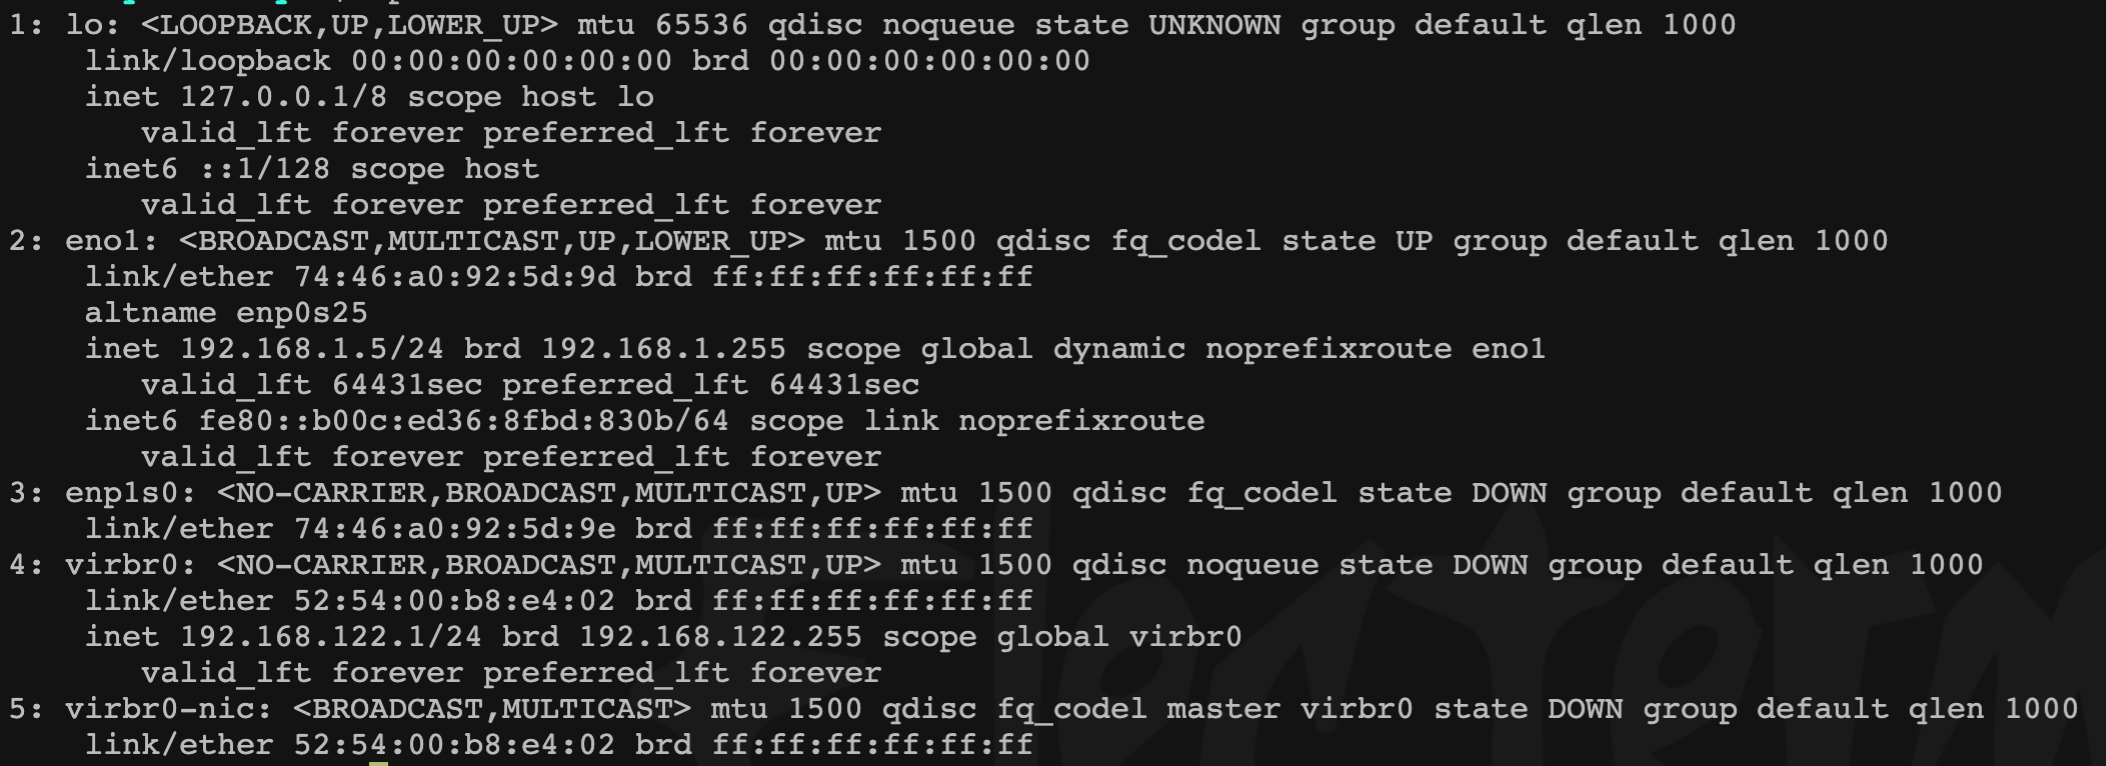 1: lo: <LOOPBACK,UP,LOWER_UP> mtu 65536 qdisc noqueue state UNKNOWN group default qlen 1000
    link/loopback 00:00:00:00:00:00 brd 00:00:00:00:00:00
    inet 127.0.0.1/8 scope host lo
       valid_lft forever preferred_lft forever
    inet6 ::1/128 scope host
       valid_lft forever preferred_lft forever
2: eno1: <BROADCAST,MULTICAST,UP,LOWER_UP> mtu 1500 qdisc fq_codel state UP group default qlen 1000
    link/ether 74:46:a0:92:5d:9d brd ff:ff:ff:ff:ff:ff
    altname enp0s25
    inet 192.168.1.5/24 brd 192.168.1.255 scope global dynamic noprefixroute eno1
       valid_lft 64431sec preferred_lft 64431sec
    inet6 fe80::b00c:ed36:8fbd:830b/64 scope link noprefixroute
       valid_lft forever preferred_lft forever
3: enp1s0: <NO-CARRIER,BROADCAST,MULTICAST,UP> mtu 1500 qdisc fq_codel state DOWN group default qlen 1000
    link/ether 74:46:a0:92:5d:9e brd ff:ff:ff:ff:ff:ff
4: virbr0: <NO-CARRIER,BROADCAST,MULTICAST,UP> mtu 1500 qdisc noqueue state DOWN group default qlen 1000
    link/ether 52:54:00:b8:e4:02 brd ff:ff:ff:ff:ff:ff
    inet 192.168.122.1/24 brd 192.168.122.255 scope global virbr0
       valid_lft forever preferred_lft forever
5: virbr0-nic: <BROADCAST,MULTICAST> mtu 1500 qdisc fq_codel master virbr0 state DOWN group default qlen 1000
    link/ether 52:54:00:b8:e4:02 brd ff:ff:ff:ff:ff:ff